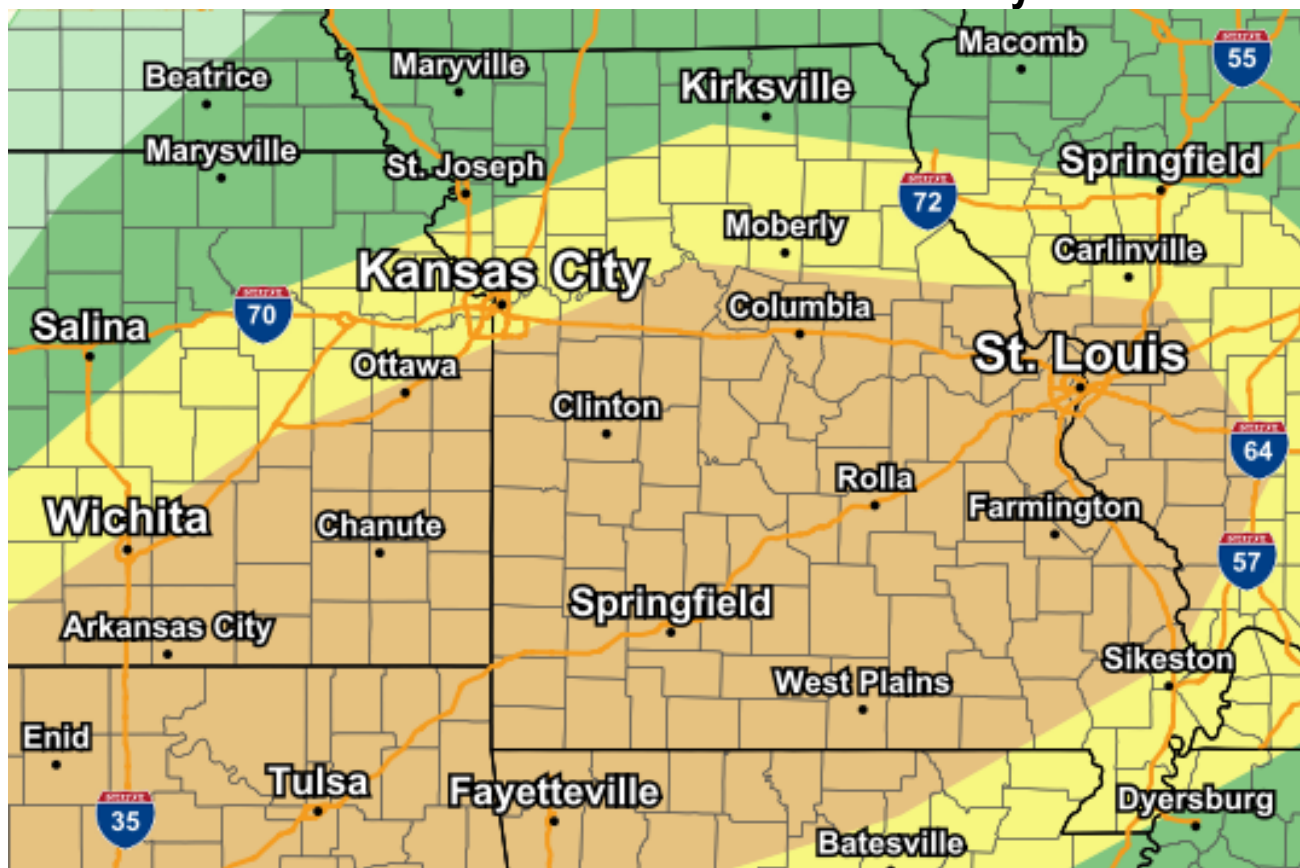 Macomb
55
Beatrice
Maryville
Kirksville
Marysville
St. Joseph
Springfield
72
Moberly
Carlinville
Kansas City
70
Columbia
Salina
St. Louis
Ottawa
Clinton
64
Rolla
Wichita
Chanute
Farmington
57
Springfield
Arkansas City
Sikeston
West Plains
Enid
Tulsa
Fayetteville
35
Dyersburg
Batesville